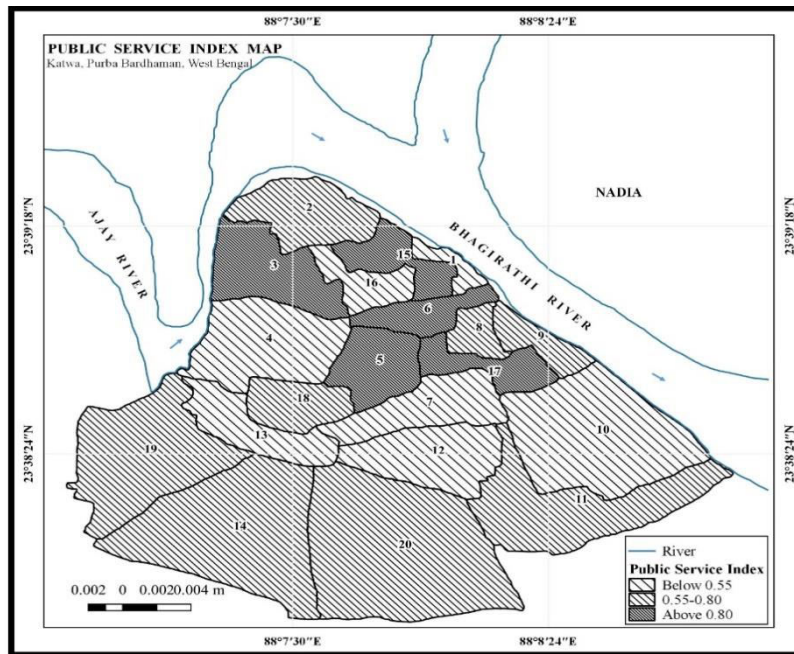 88°7'30"E 88°8'24"E
PUBLIC SERVICE INDEX MAP
Katwa, Purba Bardhaman, West Bengal
NADIA
AJAY RIVER
BHAGIRATHI RIVER
23°39'18"N 23°39'18"N
2
15
1
3
16
6
8
9
4
5
17
7
18
10
13
12
19
11
14
20
23°38'24"N 23°38'24"N
River
Public Service Index
Below 0.55
0.55-0.80
Above 0.80
0.002 0 0.0020.004 m
88°7'30"E 88°8'24"E